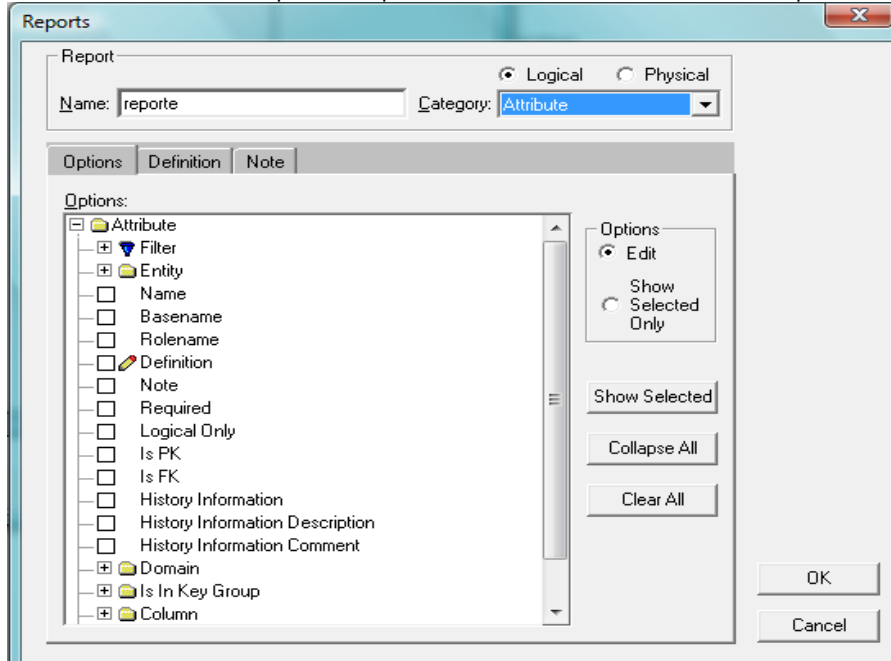 Reports
Report
Logical Physical
Name: reporte Category: Attribute
Options Definition Note
Options:
Attribute
Filter
Entity
Name
Basename
Rolename
Definition
Note
Required
Logical Only
Is PK
Is FK
History Information
History Information Description
History Information Comment
Domain
Is In Key Group
Column
Options
Edit
Show
Selected
Only
Show Selected
Collapse All
Clear All
OK
Cancel